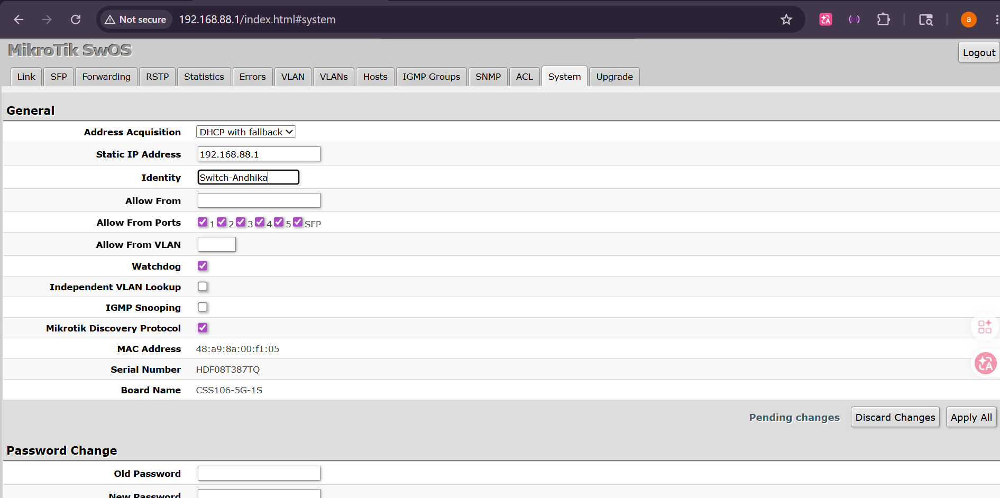 Not secure 192.168.88.1/index.html#system a
MikroTik SwOS
Logout
Link SFP Forwarding RSTP Statistics Errors VLAN VLANs Hosts IGMP Groups SNMP ACL System Upgrade
General
Address Acquisition DHCP with fallback
Static IP Address 192.168.88.1
Identity Switch-Andhika
Allow From
Allow From Ports 1 2 3 4 5 SFP
Allow From VLAN
Watchdog
Independent VLAN Lookup
IGMP Snooping
Mikrotik Discovery Protocol
MAC Address 48:a9:8a:00:f1:05
Serial Number HDF08T387TQ
Board Name CSS106-5G-1S
Pending changes Discard Changes Apply All
Password Change
Old Password
New Password